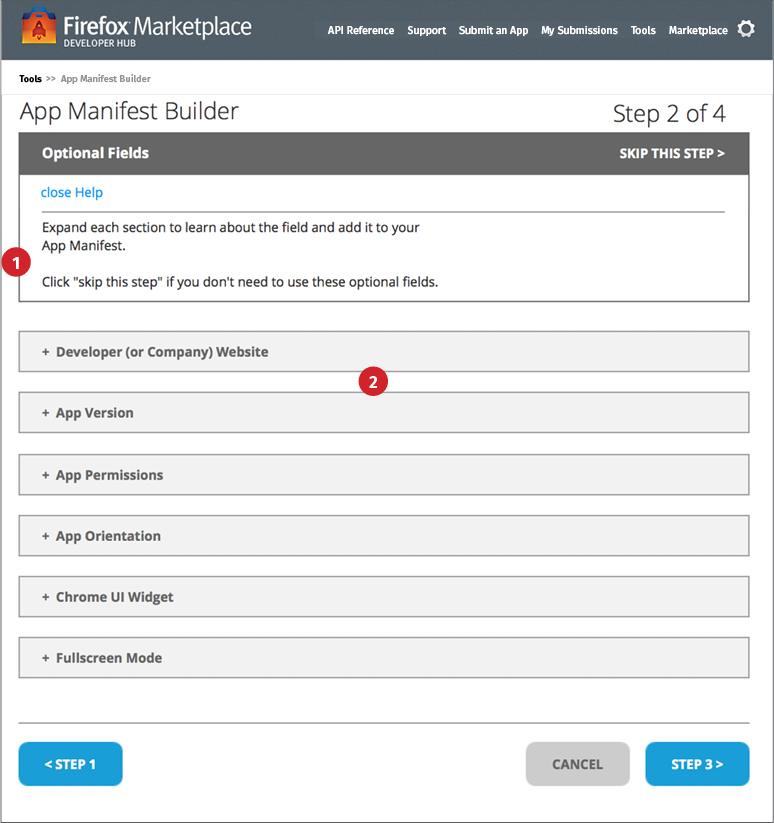 Firefox Marketplace
DEVELOPER HUB
API Reference Support Submit an App My Submissions Tools Marketplace
Tools >> App Manifest Builder
App Manifest Builder
Step 2 of 4
Optional Fields
SKIP THIS STEP >
close Help
Expand each section to learn about the field and add it to your
App Manifest.
1
Click "skip this step" if you don't need to use these optional fields.
+ Developer (or Company) Website
2
+ App Version
+ App Permissions
+ App Orientation
+ Chrome UI Widget
+ Fullscreen Mode
< STEP 1
CANCEL
STEP 3 >